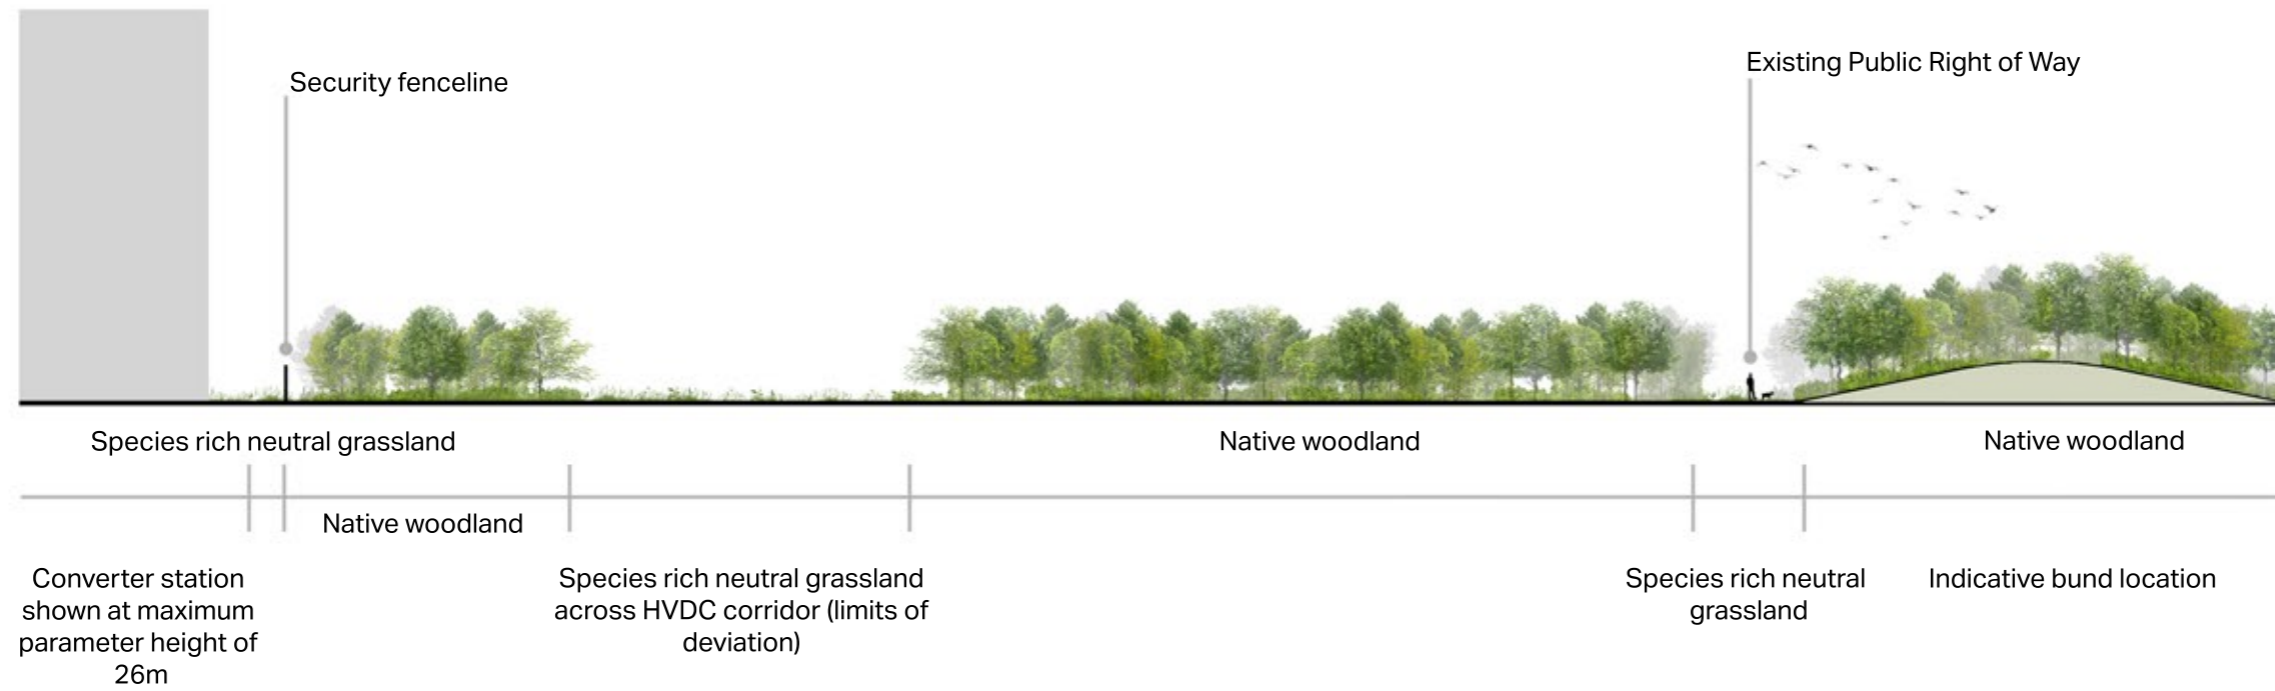 Security fenceline
Existing Public Right of Way
Species rich neutral grassland
Native woodland
Native woodland
Native woodland
Converter station
shown at maximum
parameter height of
26m
Species rich neutral grassland
across HVDC corridor (limits of
deviation)
Species rich neutral
grassland
Indicative bund location